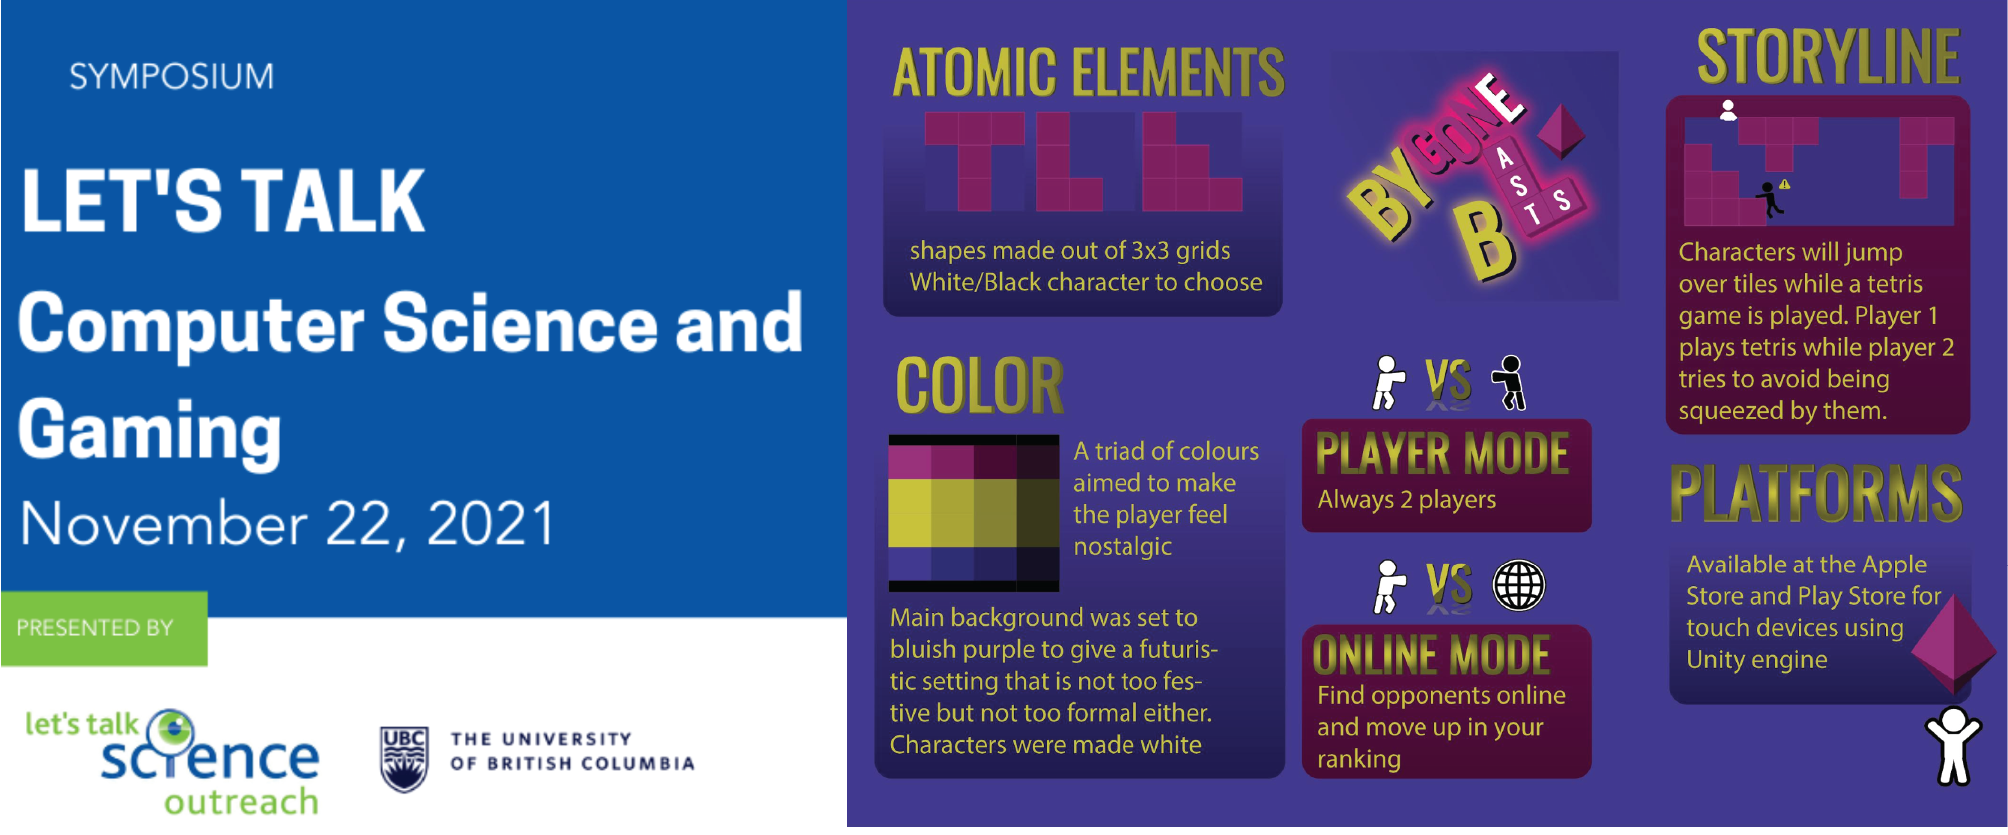 SYMPOSIUM
LET'S TALK
Computer Science and
Gaming
November 22, 2021
PRESENTED BY
let's talk
science
outreach
UBC
THE UNIVERSITY
OF BRITISH COLUMBIA
ATOMIC ELEMENTS
shapes made out of 3x3 grids
White/Black character to choose
COLOR
A triad of colours
aimed to make
the player feel
nostalgic
Main background was set to
bluish purple to give a futuris-
tic setting that is not too fes-
tive but not too formal either.
Characters were made white
BYGONE
BASTS
VS
PLAYER MODE
Always 2 players
VS
ONLINE MODE
Find opponents online
and move up in your
ranking
STORYLINE
Characters will jump
over tiles while a tetris
game is played. Player 1
plays tetris while player 2
tries to avoid being
squeezed by them.
PLATFORMS
Available at the Apple
Store and Play Store for
touch devices using
Unity engine